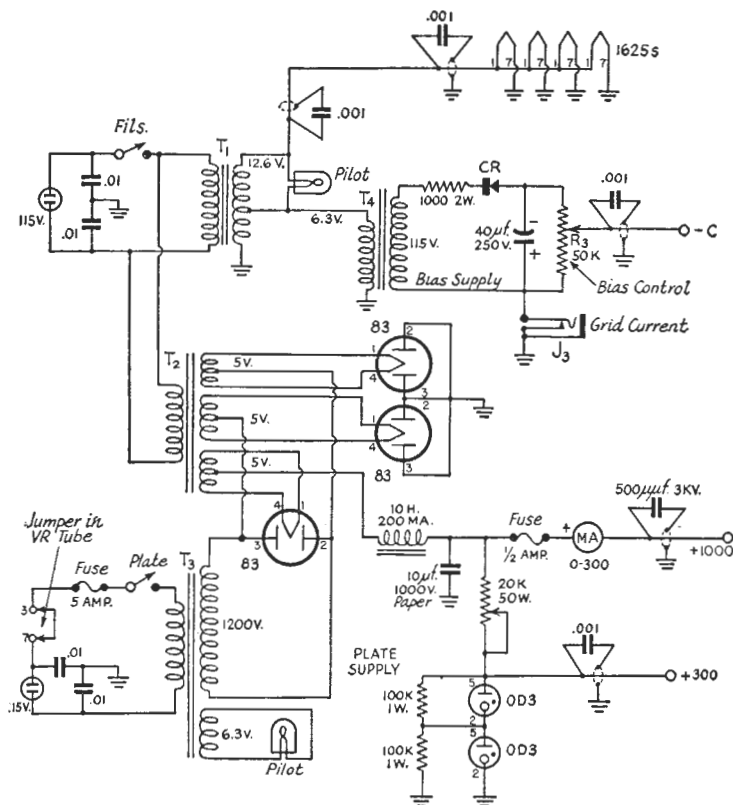 .001
1625s
1 7 1 7 1 7 1 7
.001
Fils.
T1
12.6 V.
Pilot
.01
.01
115V.
6.3V.
T4
1000 2W.
CR
115V.
40µf.
250V.
−
+
R3
50K
.001
-C
Bias Supply
Bias Control
Grid Current
J3
T2
5V.
5V.
5V.
83
1
4
2
3
1
4
2
3
83
4
1
3
2
83
Jumper in
VR Tube
Fuse
5 AMP.
Plate
T3
3
7
.01
.01
115V.
1200V.
6.3V.
Pilot
10 H.
200 MA.
10µf.
1000V.
Paper
Fuse
1/2 AMP.
+
MA
0-300
500µµf. 3KV.
+1000
20K
50W.
PLATE
SUPPLY
.001
+300
100K
1W.
100K
1W.
5
2
OD3
5
2
OD3